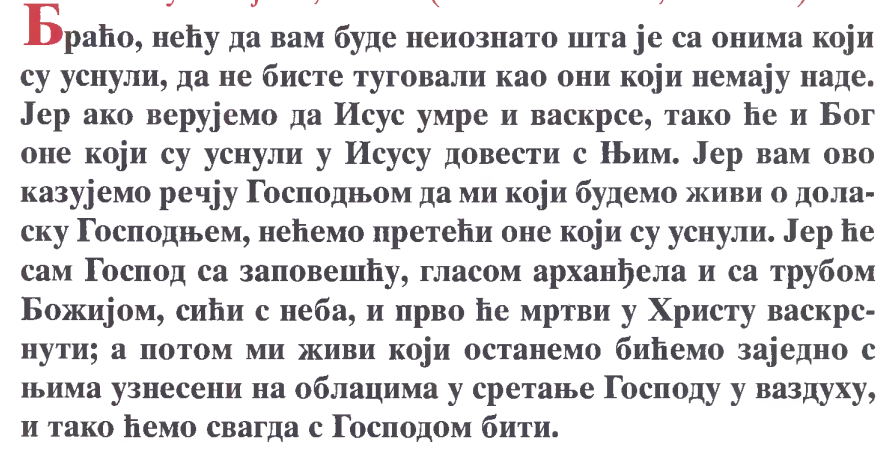 Браћо, нећу да вам буде неиознато шта је са онима који
су уснули, да не бисте туговали као они који немају наде.
Јер ако верујемо да Исус умре и васкрсе, тако ће и Бог
оне који су уснули у Исусу довести с Њим. Јер вам ово
казујемо речју Господњом да ми који будемо живи о дола-
ску Господњем, нећемо претећи оне који су уснули. Јер ће
сам Господ са заповешћу, гласом арханђела и са трубом
Божијом, сићи с неба, и прво ће мртви у Христу васкрс-
нути; а потом ми живи који останемо бићемо заједно с
њима узнесени на облацима у сретање Господу у ваздуху,
и тако ћемо свагда с Господом бити.